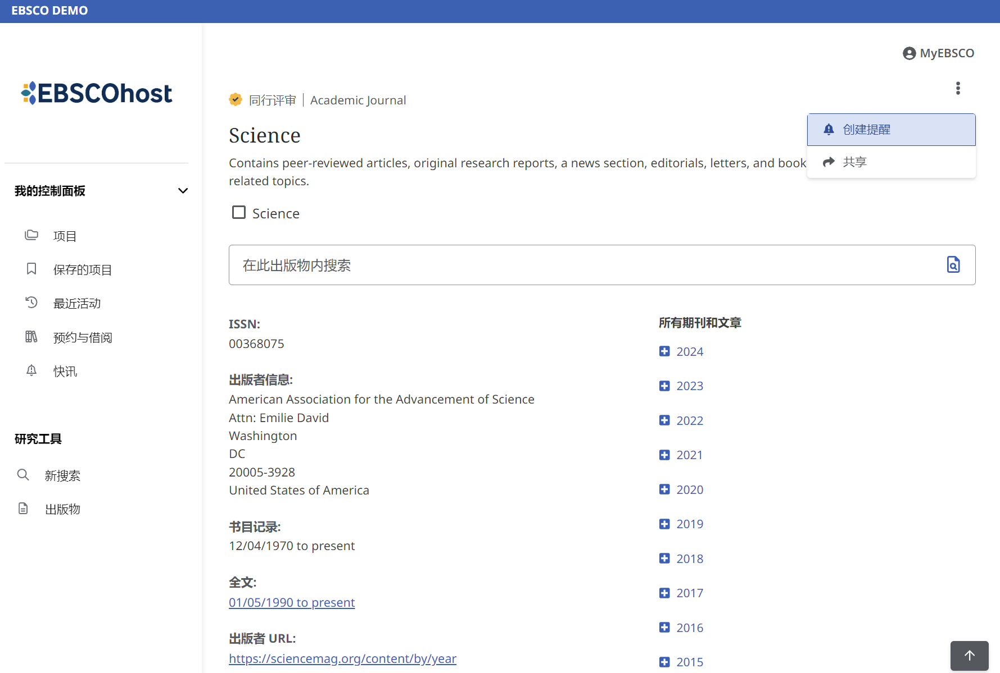 EBSCO DEMO
MyEBSCO
EBSCOhost
同行评审 Academic Journal
创建提醒
共享
Science
Contains peer-reviewed articles, original research reports, a news section, editorials, letters, and book
related topics.
我的控制面板
项目
保存的项目
最近活动
预约与借阅
快讯
研究工具
新搜索
出版物
Science
在此出版物内搜索
ISSN:
00368075
出版者信息:
American Association for the Advancement of Science
Attn: Emilie David
Washington
DC
20005-3928
United States of America
书目记录:
12/04/1970 to present
全文:
01/05/1990 to present
出版者 URL:
https://sciencemag.org/content/by/year
所有期刊和文章
2024
2023
2022
2021
2020
2019
2018
2017
2016
2015